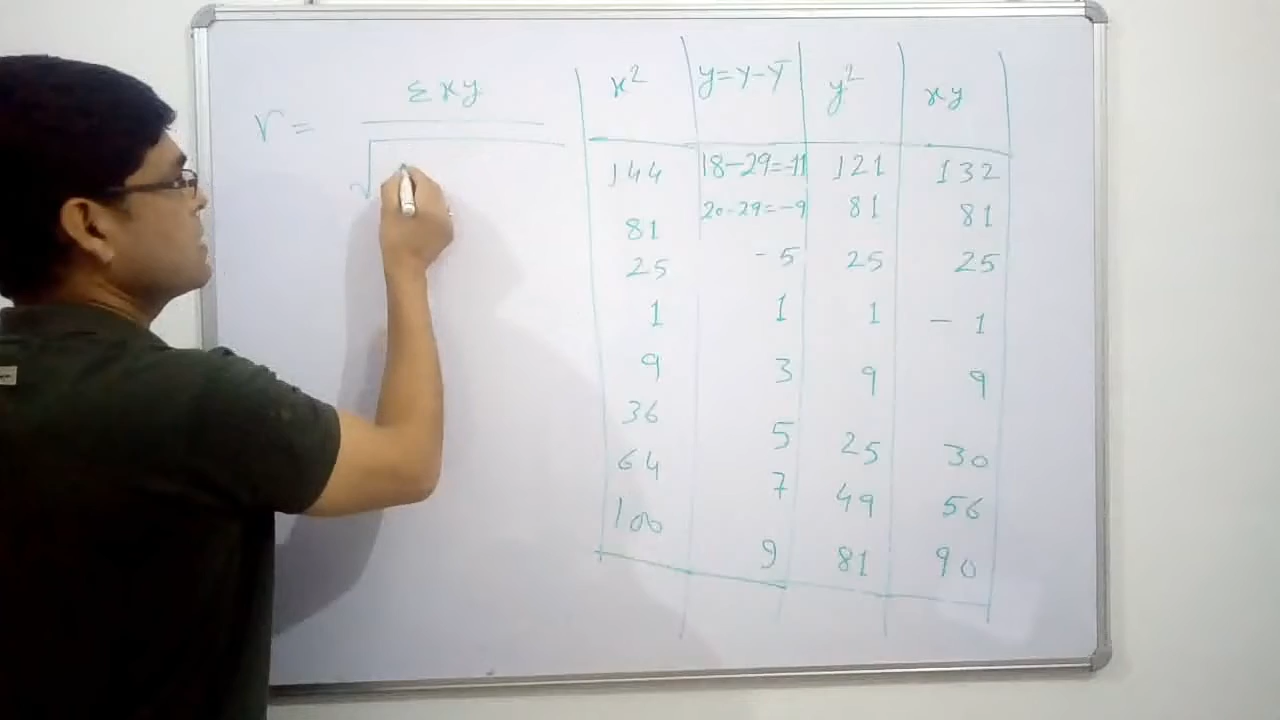 r = Σxy / √
x² | y=Y-Ȳ | y² | xy
144 | 18-29=-11 | 121 | 132
81 | 20-29=-9 | 81 | 81
25 | -5 | 25 | 25
1 | 1 | 1 | -1
9 | 3 | 9 | 9
36 | 5 | 25 | 30
64 | 7 | 49 | 56
100 | 9 | 81 | 90